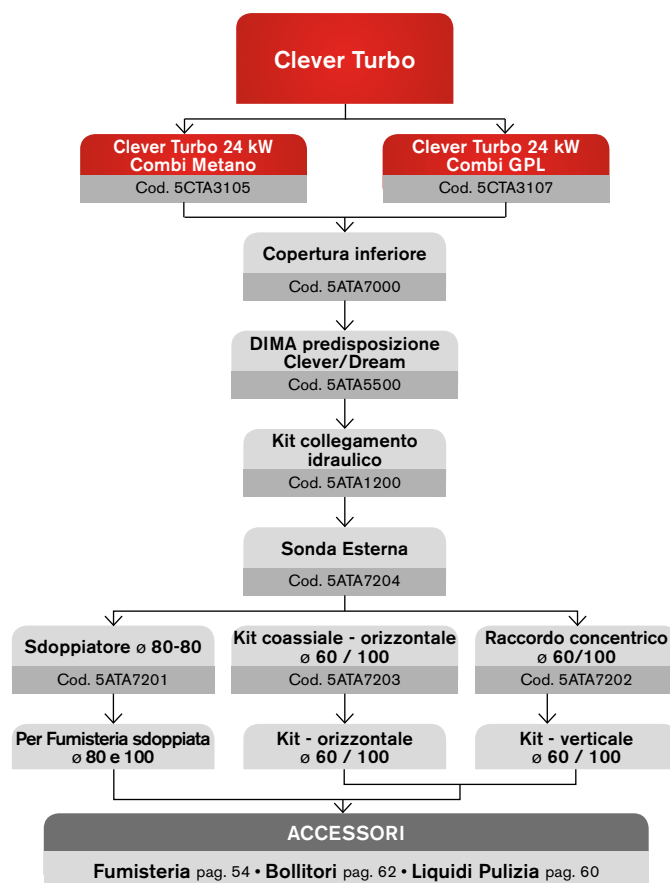 Clever Turbo
Clever Turbo 24 kW
Combi Metano
Cod. 5CTA3105
Clever Turbo 24 kW
Combi GPL
Cod. 5CTA3107
Copertura inferiore
Cod. 5ATA7000
DIMA predisposizione
Clever/Dream
Cod. 5ATA5500
Kit collegamento
idraulico
Cod. 5ATA1200
Sonda Esterna
Cod. 5ATA7204
Sdoppiatore ø 80-80
Cod. 5ATA7201
Kit coassiale - orizzontale
ø 60 / 100
Cod. 5ATA7203
Raccordo concentrico
ø 60/100
Cod. 5ATA7202
Per Fumisteria sdoppiata
ø 80 e 100
Kit - orizzontale
ø 60 / 100
Kit - verticale
ø 60 / 100
ACCESSORI
Fumisteria pag. 54 • Bollitori pag. 62 • Liquidi Pulizia pag. 60